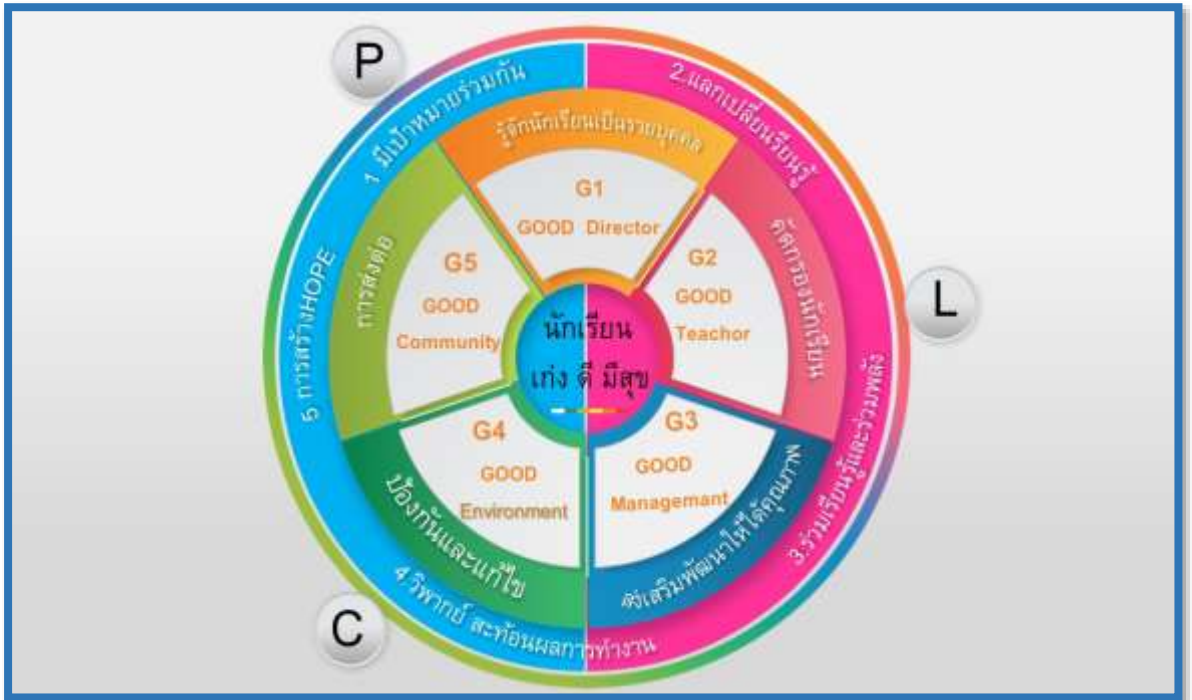 P
L
C
1 มีเป้าหมายร่วมกัน
2.แลกเปลี่ยนรียนรู้
3.ร่วมเรียนรู้และร่วมพลัง
4.วิพากย์ สะท้อนผลการทำงาน
5 การสร้างHOPE
รู้จักนักเรียนเป็นรายบุคคล
G1
GOOD Director
คัดกรองนักเรียน
G2
GOOD
Teachor
ส่งเสริมพัฒนาให้ได้คุณภาพ
G3
GOOD
Managemant
ป้องกันและแก้ไข
G4
GOOD
Environment
การส่งต่อ
G5
GOOD
Community
นักเรียน
เก่ง ดี มีสุข